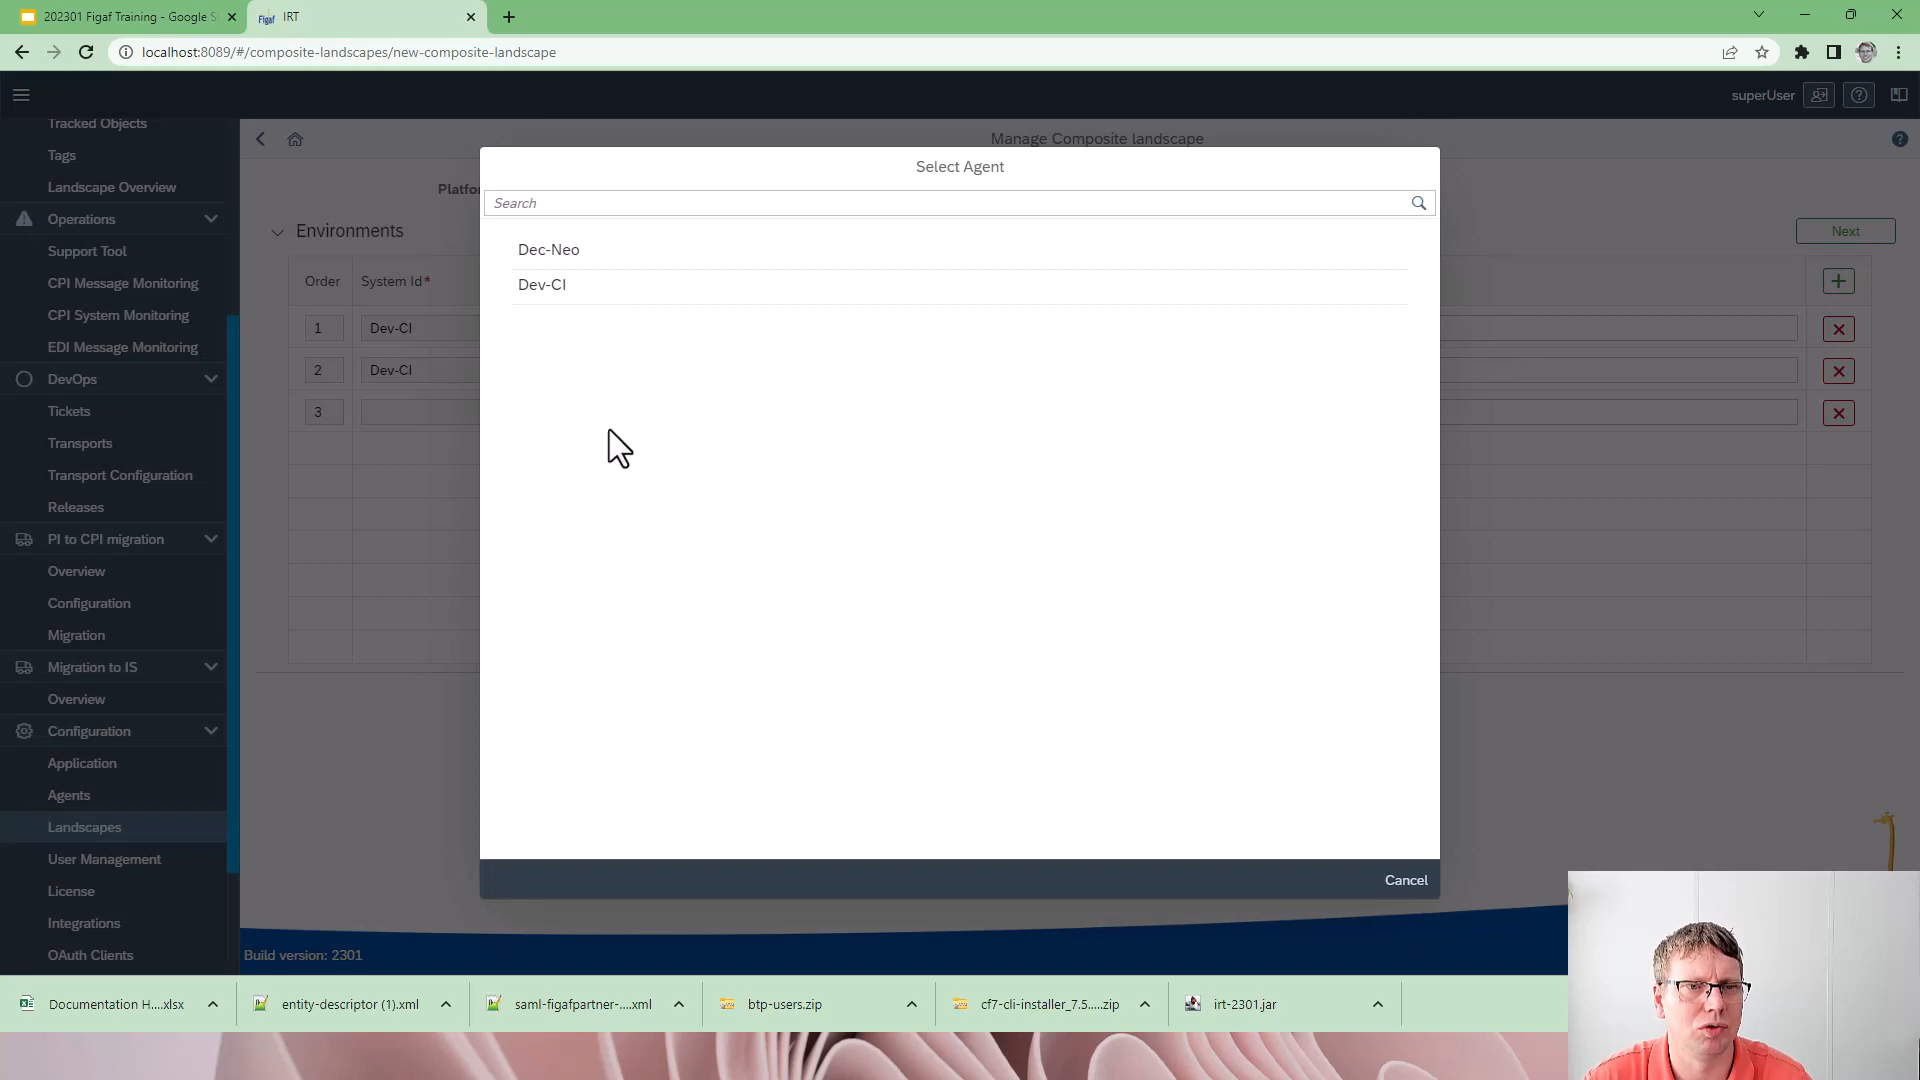 202301 Figaf Training - Google S
IRT
localhost:8089/#/composite-landscapes/new-composite-landscape
superUser
Tracked Objects
Tags
Landscape Overview
Operations
Support Tool
CPI Message Monitoring
CPI System Monitoring
EDI Message Monitoring
DevOps
Tickets
Transports
Transport Configuration
Releases
PI to CPI migration
Overview
Configuration
Migration
Migration to IS
Overview
Configuration
Application
Agents
Landscapes
User Management
License
Integrations
OAuth Clients
Manage Composite landscape
Platfo
Environments
Next
Order
System Id*
1
Dev-CI
2
Dev-CI
3
Select Agent
Search
Dec-Neo
Dev-CI
Cancel
Build version: 2301
Documentation H....xlsx
entity-descriptor (1).xml
saml-figafpartner-....xml
btp-users.zip
cf7-cli-installer_7.5.....zip
irt-2301.jar